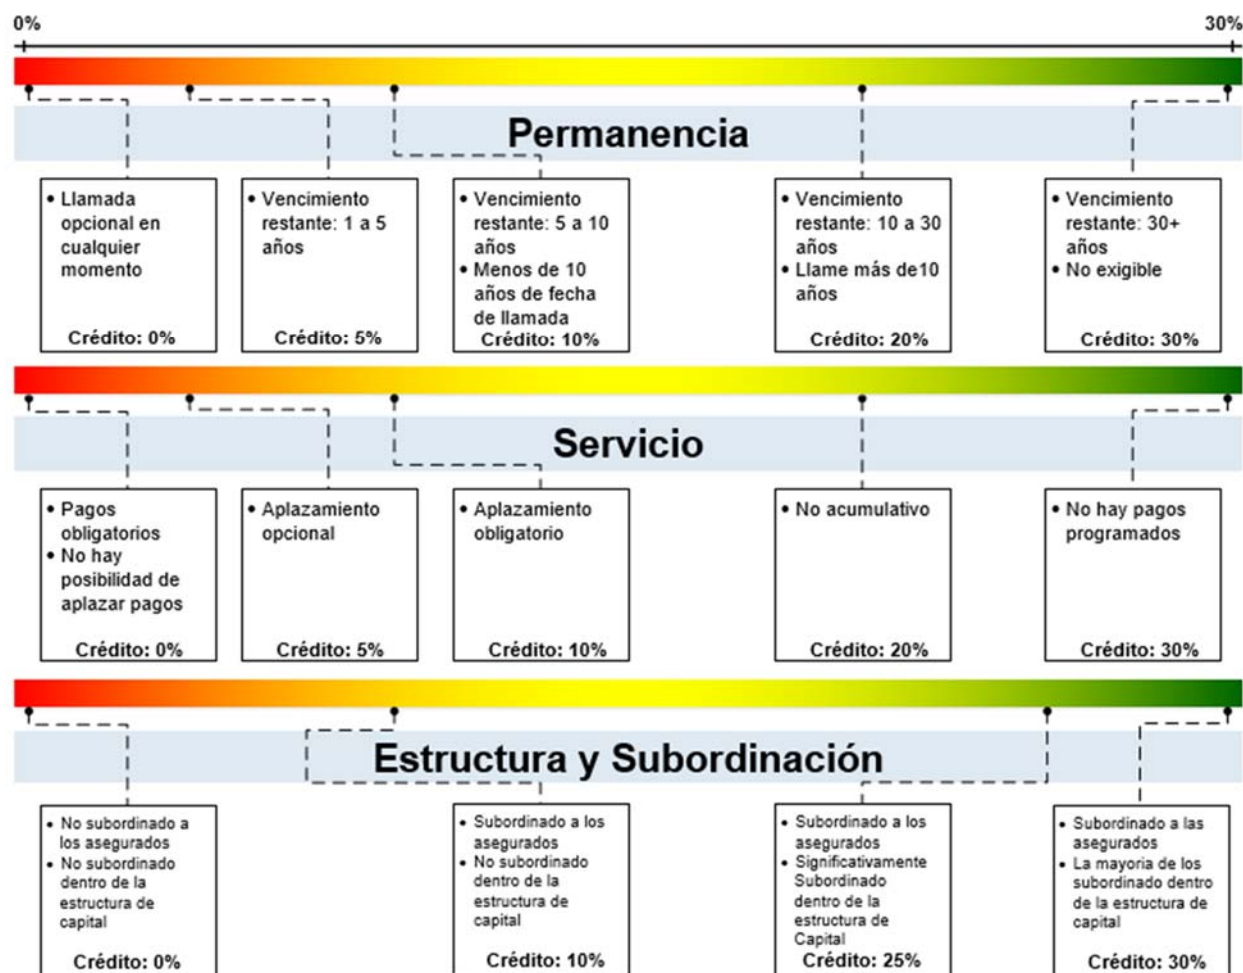 0%
30%
Permanencia
• Llamada
opcional en
cualquier
momento
Crédito: 0%
• Vencimiento
restante: 1 a 5
años
Crédito: 5%
• Vencimiento
restante: 5 a 10
años
• Menos de 10
años de fecha
de llamada
Crédito: 10%
• Vencimiento
restante: 10 a 30
años
• Llame más de10
años
Crédito: 20%
• Vencimiento
restante: 30+
años
• No exigible
Crédito: 30%
Servicio
• Pagos
obligatorios
• No hay
posibilidad de
aplazar pagos
Crédito: 0%
• Aplazamiento
opcional
Crédito: 5%
• Aplazamiento
obligatorio
Crédito: 10%
• No acumulativo
Crédito: 20%
• No hay pagos
programados
Crédito: 30%
Estructura y Subordinación
• No subordinado a
los asegurados
• No subordinado
dentro de la
estructura de
capital
Crédito: 0%
• Subordinado a los
asegurados
• No subordinado
dentro de la
estructura de
capital
Crédito: 10%
• Subordinado a los
asegurados
• Significativamente
Subordinado
dentro de la
estructura de
Capital
Crédito: 25%
• Subordinado a las
asegurados
• La mayoria de los
subordinado dentro
de la estructura de
capital
Crédito: 30%